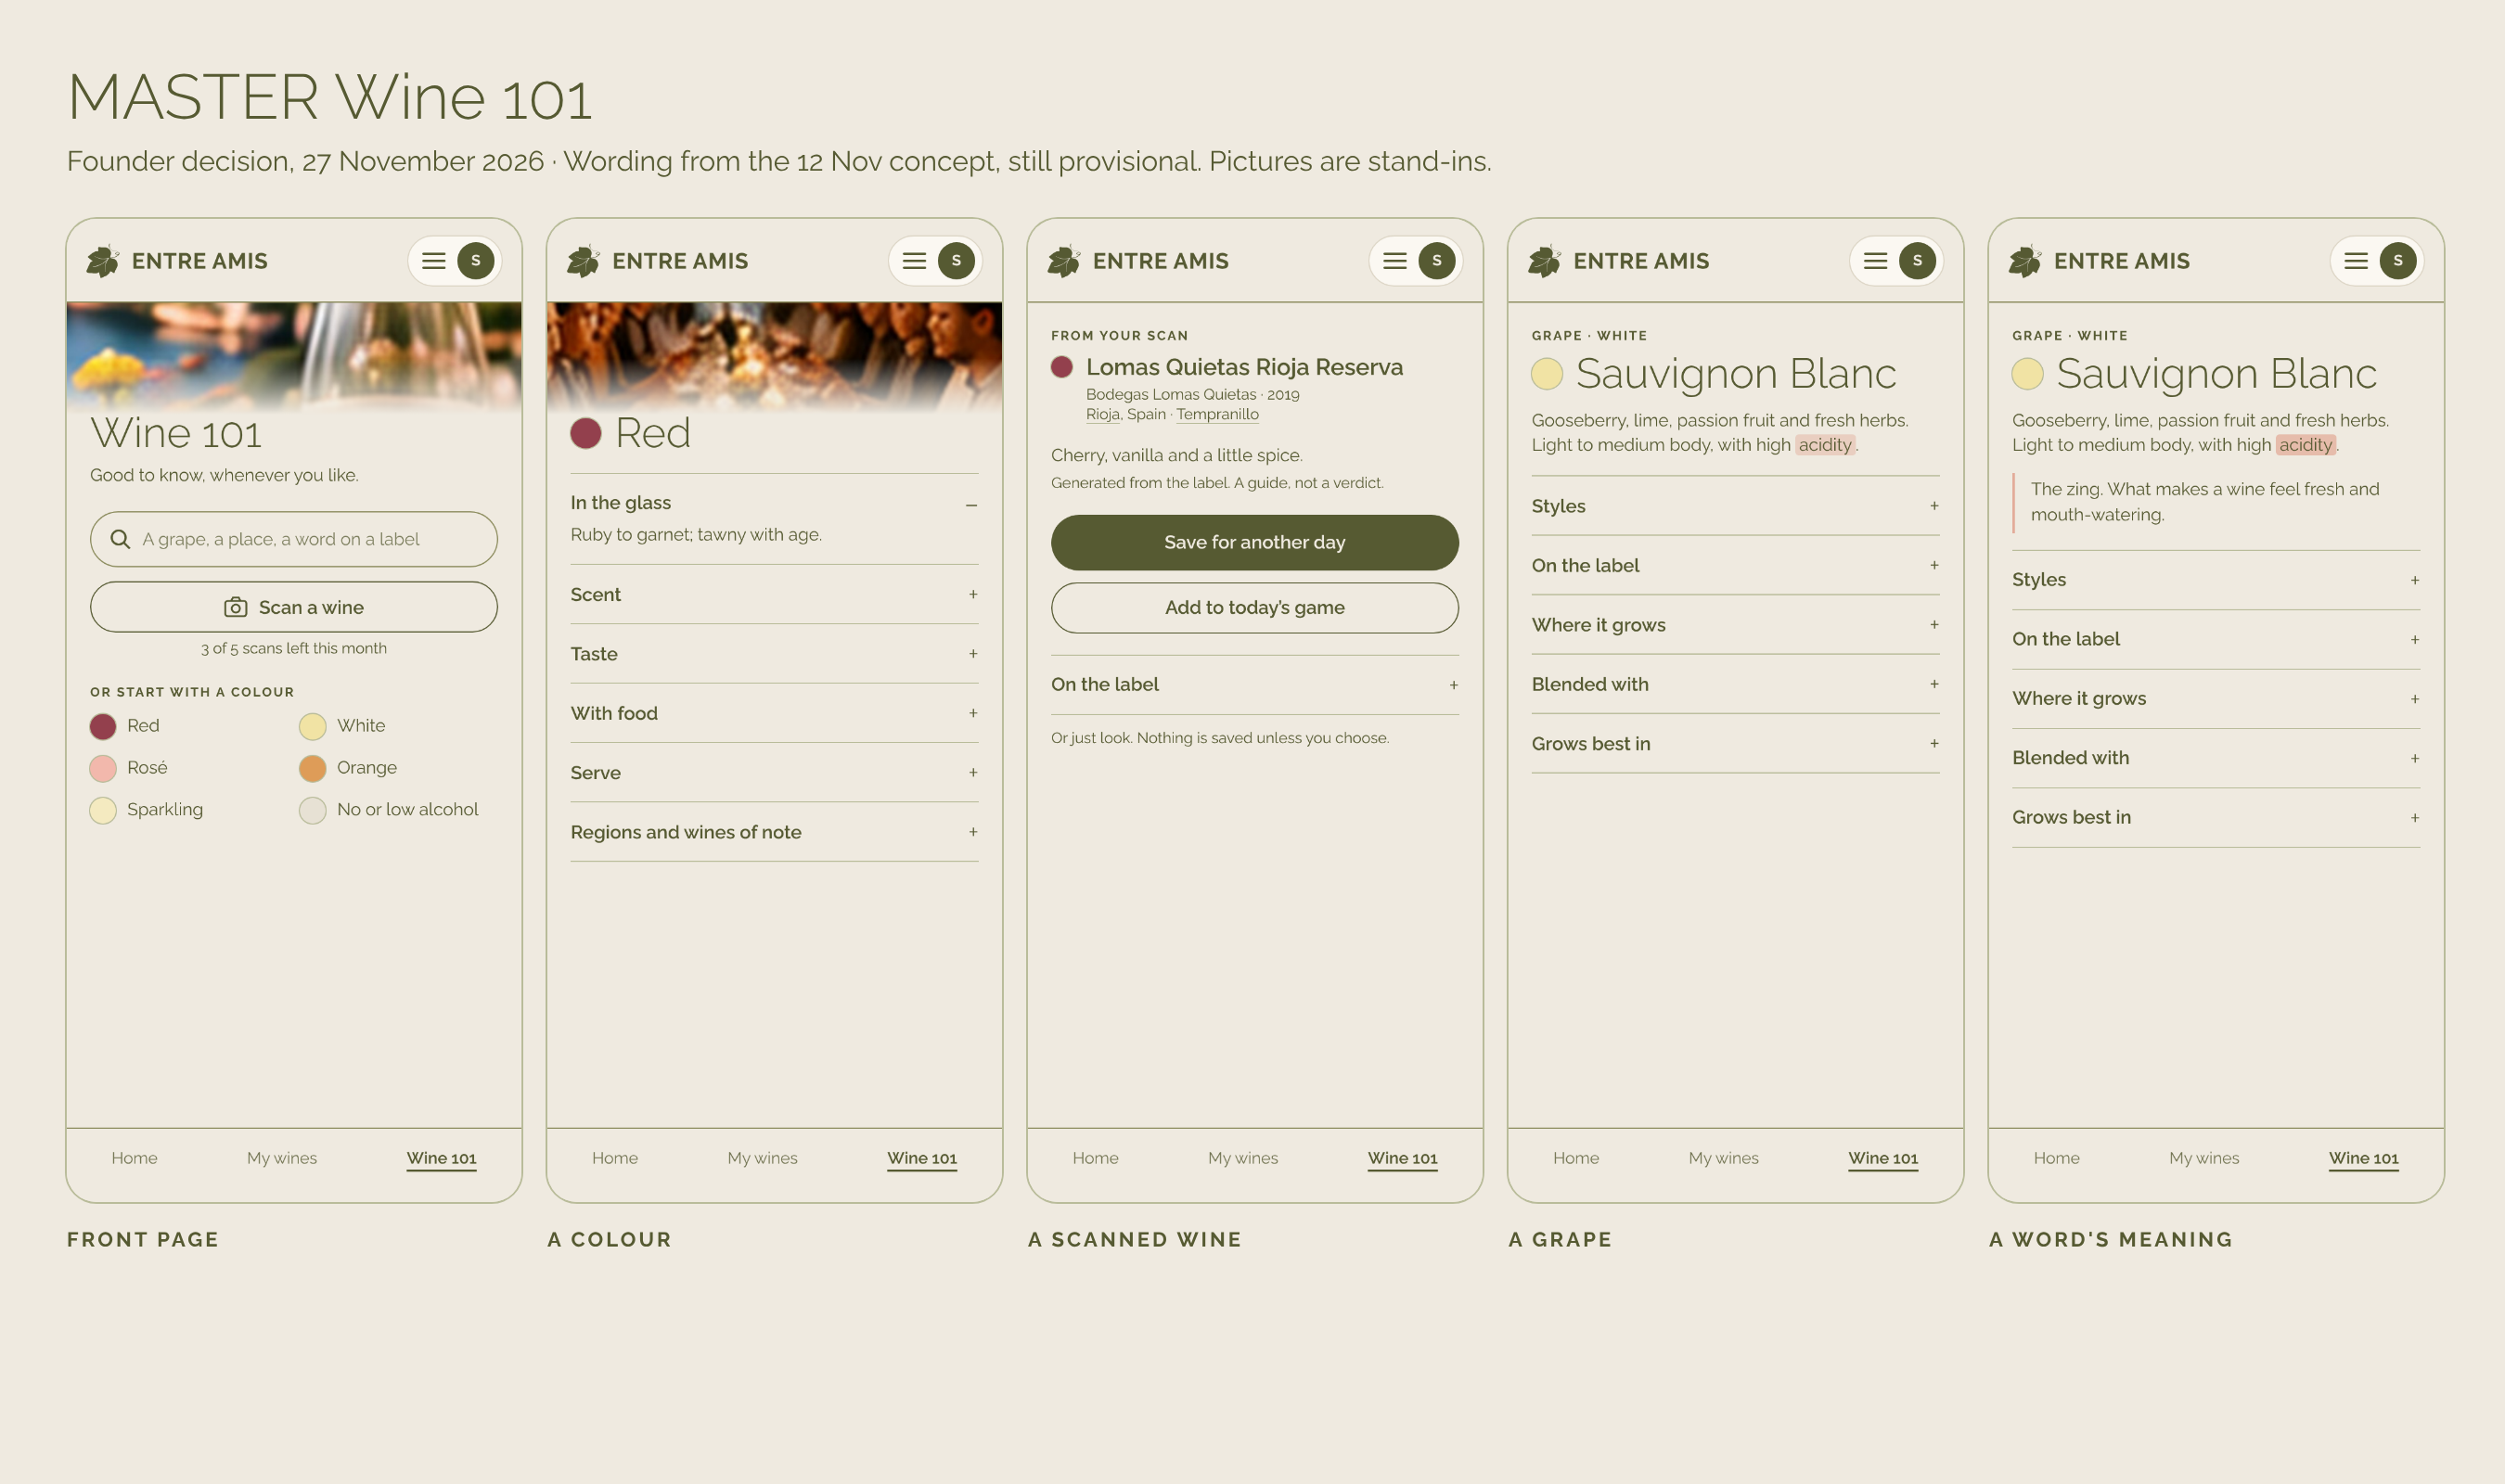 MASTER Wine 101
Founder decision, 27 November 2026 · Wording from the 12 Nov concept, still provisional. Pictures are stand-ins.
ENTRE AMIS
S
Wine 101
Good to know, whenever you like.
A grape, a place, a word on a label
Scan a wine
3 of 5 scans left this month
OR START WITH A COLOUR
Red
White
Rosé
Orange
Sparkling
No or low alcohol
Home
My wines
Wine 101
FRONT PAGE
ENTRE AMIS
S
Red
In the glass
–
Ruby to garnet; tawny with age.
Scent
+
Taste
+
With food
+
Serve
+
Regions and wines of note
+
Home
My wines
Wine 101
A COLOUR
ENTRE AMIS
S
FROM YOUR SCAN
Lomas Quietas Rioja Reserva
Bodegas Lomas Quietas · 2019
Rioja, Spain · Tempranillo
Cherry, vanilla and a little spice.
Generated from the label. A guide, not a verdict.
Save for another day
Add to today’s game
On the label
+
Or just look. Nothing is saved unless you choose.
Home
My wines
Wine 101
A SCANNED WINE
ENTRE AMIS
S
GRAPE · WHITE
Sauvignon Blanc
Gooseberry, lime, passion fruit and fresh herbs.
Light to medium body, with high acidity.
Styles
+
On the label
+
Where it grows
+
Blended with
+
Grows best in
+
Home
My wines
Wine 101
A GRAPE
ENTRE AMIS
S
GRAPE · WHITE
Sauvignon Blanc
Gooseberry, lime, passion fruit and fresh herbs.
Light to medium body, with high acidity.
The zing. What makes a wine feel fresh and
mouth-watering.
Styles
+
On the label
+
Where it grows
+
Blended with
+
Grows best in
+
Home
My wines
Wine 101
A WORD'S MEANING